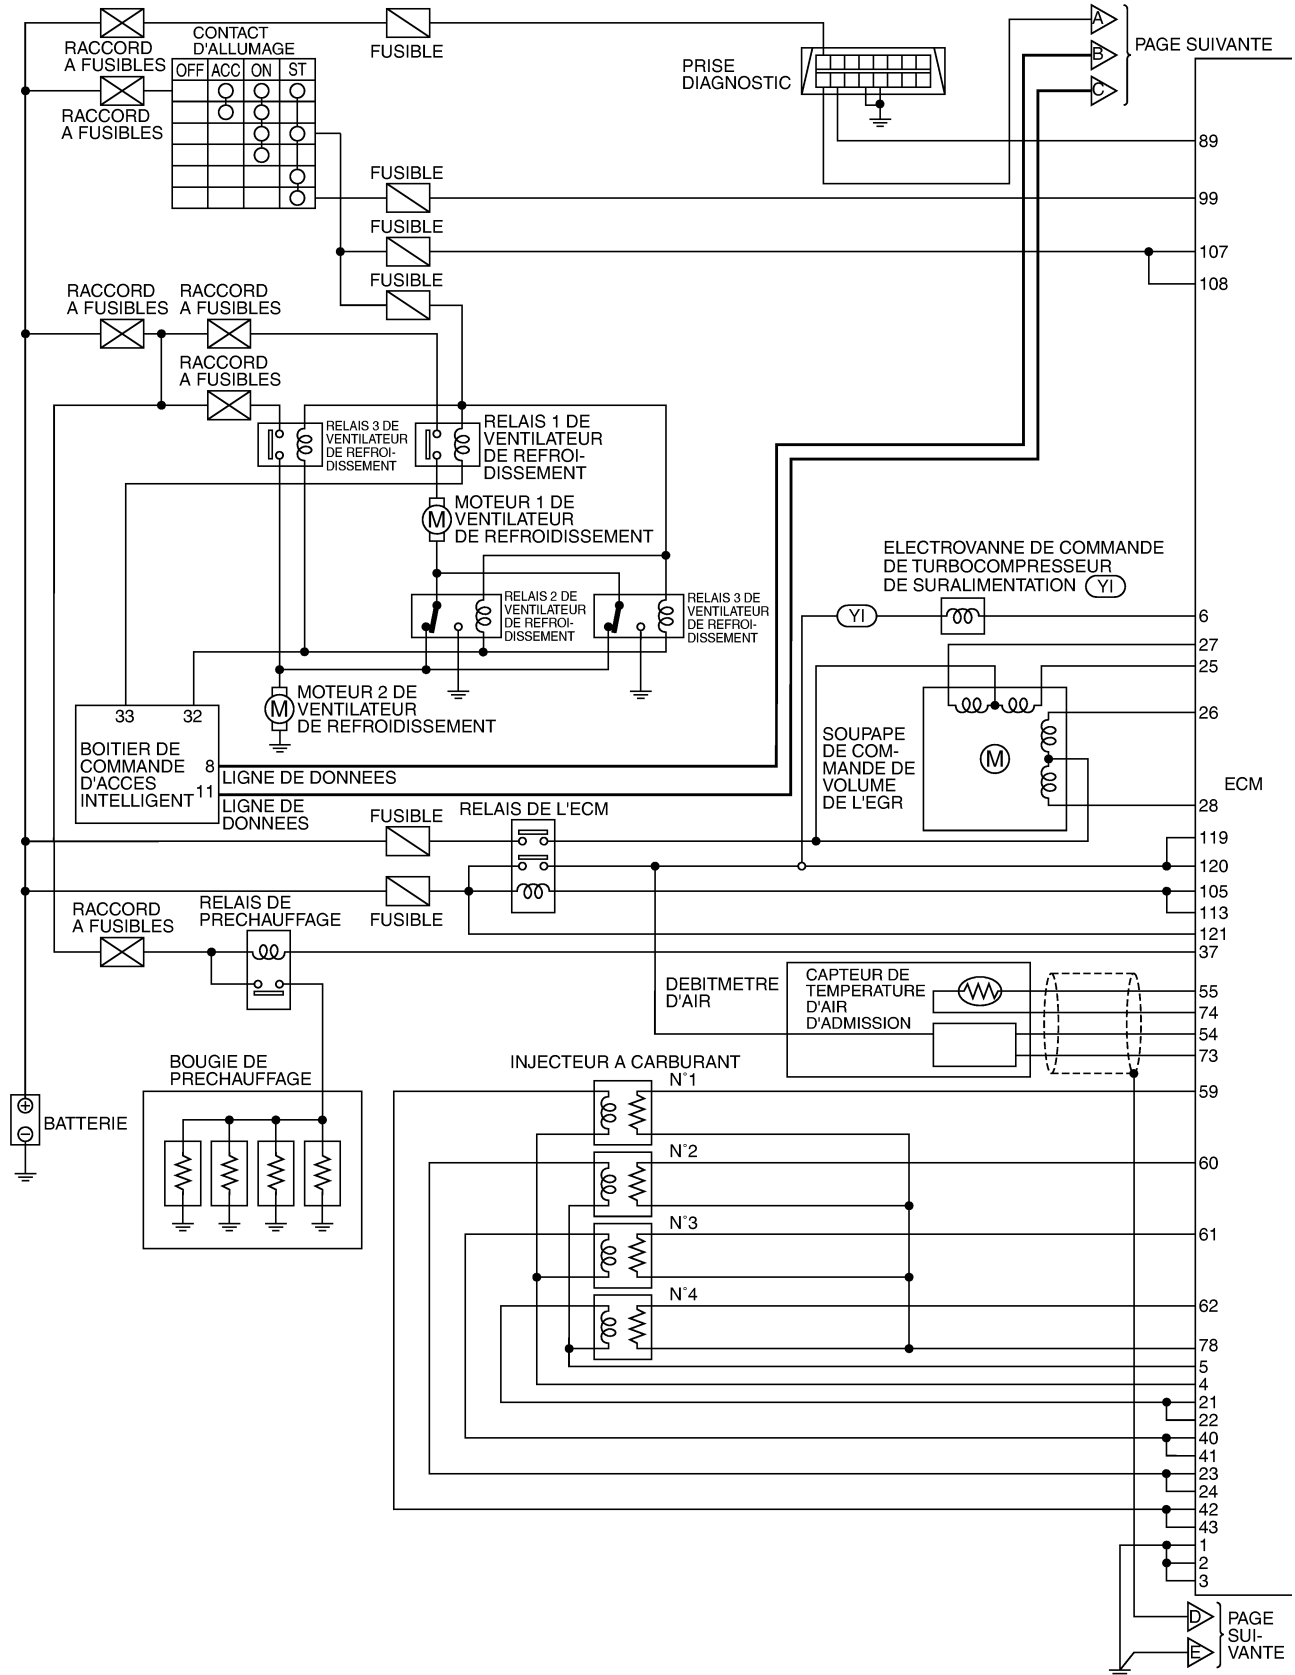 RACCORD
A FUSIBLES
CONTACT
D'ALLUMAGE
FUSIBLE
OFF ACC ON ST
RACCORD
A FUSIBLES
PRISE
DIAGNOSTIC
A
B
C
PAGE SUIVANTE
89
FUSIBLE
99
FUSIBLE
107
FUSIBLE
108
RACCORD
A FUSIBLES
RACCORD
A FUSIBLES
RACCORD
A FUSIBLES
RELAIS 3 DE
VENTILATEUR
DE REFROI-
DISSEMENT
RELAIS 1 DE
VENTILATEUR
DE REFROI-
DISSEMENT
M
MOTEUR 1 DE
VENTILATEUR
DE REFROIDISSEMENT
RELAIS 2 DE
VENTILATEUR
DE REFROI-
DISSEMENT
RELAIS 3 DE
VENTILATEUR
DE REFROI-
DISSEMENT
ELECTROVANNE DE COMMANDE
DE TURBOCOMPRESSEUR
DE SURALIMENTATION YI
YI
6
27
25
26
28
M
MOTEUR 2 DE
VENTILATEUR
DE REFROIDISSEMENT
33 32
BOITIER DE
COMMANDE
D'ACCES
INTELLIGENT
8
11
LIGNE DE DONNEES
LIGNE DE
DONNEES
SOUPAPE
DE COM-
MANDE DE
VOLUME
DE L'EGR
M
ECM
FUSIBLE
RELAIS DE L'ECM
119
120
105
113
121
37
FUSIBLE
RACCORD
A FUSIBLES
RELAIS DE
PRECHAUFFAGE
DEBITMETRE
D'AIR
CAPTEUR DE
TEMPERATURE
D'AIR
D'ADMISSION
55
74
54
73
BOUGIE DE
PRECHAUFFAGE
BATTERIE
INJECTEUR A CARBURANT
N°1
59
N°2
60
N°3
61
N°4
62
78
5
4
21
22
40
41
23
24
42
43
1
2
3
D
E
PAGE
SUI-
VANTE